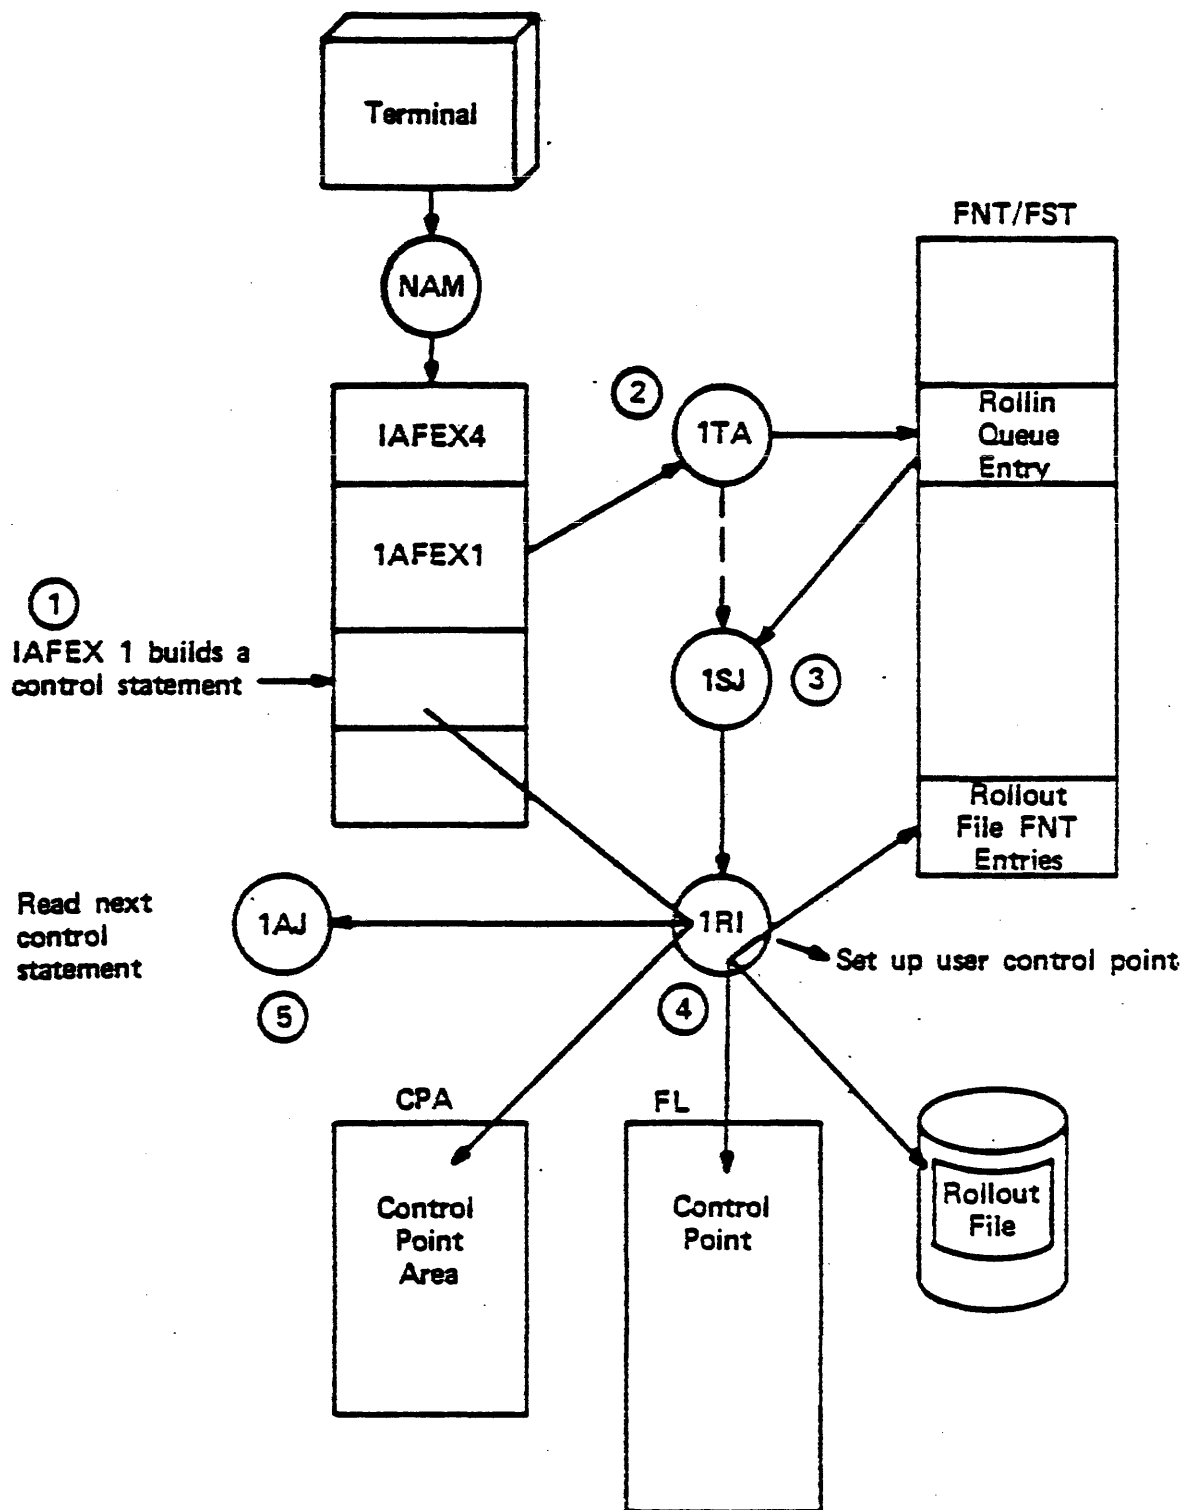 Terminal
FNT/FST
NAM
2
IAFEX4
1TA
Rollin
Queue
Entry
1AFEX1
1
IAFEX 1 builds a
control statement
1SJ
3
Rollout
File FNT
Entries
Read next
control
statement
1AJ
1RI
Set up user control point
5
4
CPA
FL
Control
Point
Area
Control
Point
Rollout
File